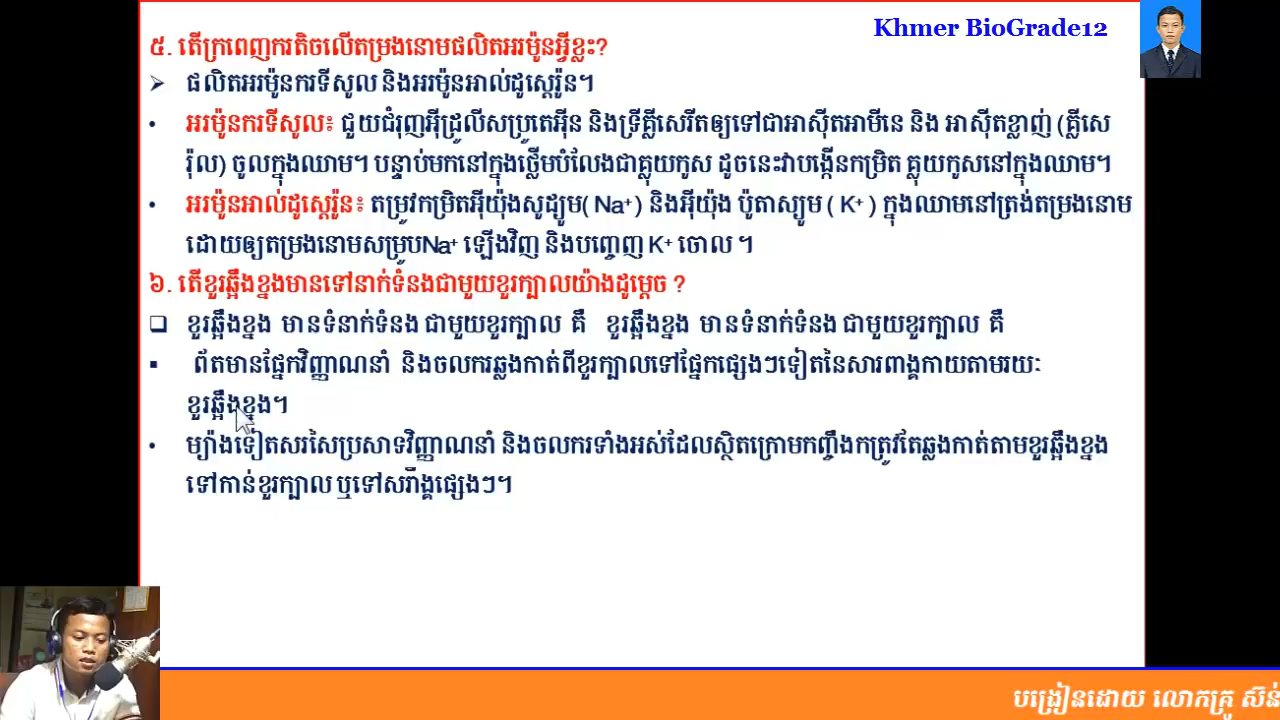 Khmer BioGrade12
៥. តើក្រពេញករតិចលើតម្រងនោមផលិតអរម៉ូនអ្វីខ្លះ?
➢ ផលិតអរម៉ូនករទីសូល និងអរម៉ូនអាល់ដូស្តេរ៉ូន។
• អរម៉ូនករទីសូល៖ ជួយជំរុញអ៊ីដ្រូលីសប្រូតេអ៊ីន និងទ្រីគ្លីសេរីតឲ្យទៅជាអាស៊ីតអាមីនេ និង អាស៊ីតខ្លាញ់ (គ្លីសេ
រ៉ុល) ចូលក្នុងឈាម។ បន្ទាប់មកនៅក្នុងថ្លើមបំលែងជាគ្លុយកូស ដូចនេះវាបង្កើនកម្រិត គ្លុយកូសនៅក្នុងឈាម។
• អរម៉ូនអាល់ដូស្តេរ៉ូន៖ តម្រូវកម្រិតអ៊ីយ៉ុងសូដ្យូម( Na⁺ ) និងអ៊ីយ៉ុង ប៉ូតាស្យូម ( K⁺ ) ក្នុងឈាមនៅត្រង់តម្រងនោម
ដោយឲ្យតម្រងនោមសម្រូបNa⁺ ឡើងវិញ និងបញ្ចេញ K⁺ ចោល ។
៦. តើខួរឆ្អឹងខ្នងមានទៅនាក់ទំនងជាមួយខួរក្បាលយ៉ាងដូម្តេច ?
❑ ខួរឆ្អឹងខ្នង មានទំនាក់ទំនង ជាមួយខួរក្បាល គឺ ខួរឆ្អឹងខ្នង មានទំនាក់ទំនង ជាមួយខួរក្បាល គឺ
▪ ព័តមានផ្នែកវិញ្ញាណនាំ និងចលករឆ្លងកាត់ពីខួរក្បាលទៅផ្នែកផ្សេងៗទៀតនៃសារពាង្គកាយតាមរយៈ
ខួរឆ្អឹងខ្នង។
• ម្យ៉ាងទៀតសរសៃប្រសាទវិញ្ញាណនាំ និងចលករទាំងអស់ដែលស្ថិតក្រោមកញ្ចឹងកត្រូវតែឆ្លងកាត់តាមខួរឆ្អឹងខ្នង
ទៅកាន់ខួរក្បាល ឬទៅសរីរាង្គផ្សេងៗ។
បង្រៀនដោយ លោកគ្រូ ស៊ន់